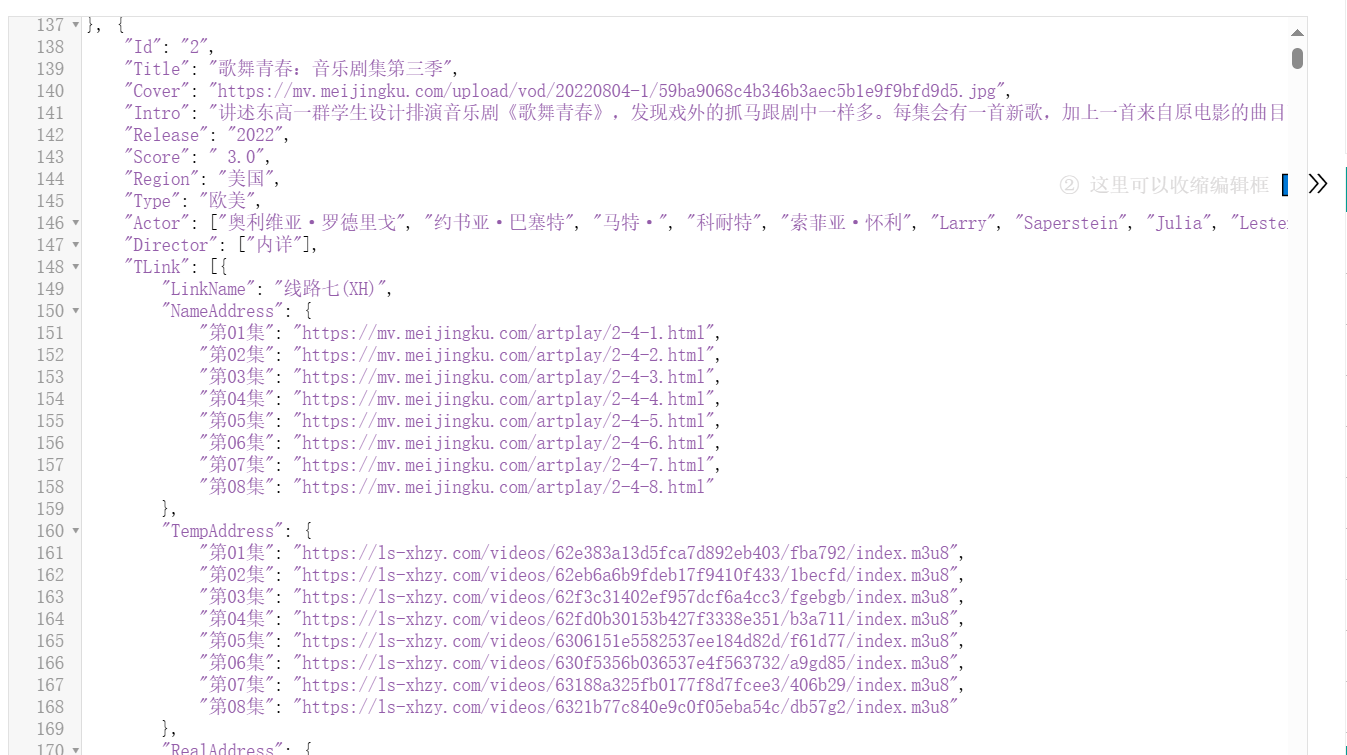 137 }, {
138 "Id": "2",
139 "Title": "歌舞青春：音乐剧集第三季",
140 "Cover": "https://mv.meijingku.com/upload/vod/20220804-1/59ba9068c4b346b3aec5b1e9f9bfd9d5.jpg",
141 "Intro": "讲述东高一群学生设计排演音乐剧《歌舞青春》，发现戏外的抓马跟剧中一样多。每集会有一首新歌，加上一首来自原电影的曲目
142 "Release": "2022",
143 "Score": " 3.0",
144 "Region": "美国",
② 这里可以收缩编辑框
145 "Type": "欧美",
146 "Actor": ["奥利维亚·罗德里戈", "约书亚·巴塞特", "马特·", "科耐特", "索菲亚·怀利", "Larry", "Saperstein", "Julia", "Leste
147 "Director": ["内详"],
148 "TLink": [{
149 "LinkName": "线路七(XH)",
150 "NameAddress": {
151 "第01集": "https://mv.meijingku.com/artplay/2-4-1.html",
152 "第02集": "https://mv.meijingku.com/artplay/2-4-2.html",
153 "第03集": "https://mv.meijingku.com/artplay/2-4-3.html",
154 "第04集": "https://mv.meijingku.com/artplay/2-4-4.html",
155 "第05集": "https://mv.meijingku.com/artplay/2-4-5.html",
156 "第06集": "https://mv.meijingku.com/artplay/2-4-6.html",
157 "第07集": "https://mv.meijingku.com/artplay/2-4-7.html",
158 "第08集": "https://mv.meijingku.com/artplay/2-4-8.html"
159 },
160 "TempAddress": {
161 "第01集": "https://ls-xhzy.com/videos/62e383a13d5fca7d892eb403/fba792/index.m3u8",
162 "第02集": "https://ls-xhzy.com/videos/62eb6a6b9fdeb17f9410f433/1becfd/index.m3u8",
163 "第03集": "https://ls-xhzy.com/videos/62f3c31402ef957dcf6a4cc3/fgebgb/index.m3u8",
164 "第04集": "https://ls-xhzy.com/videos/62fd0b30153b427f3338e351/b3a711/index.m3u8",
165 "第05集": "https://ls-xhzy.com/videos/6306151e5582537ee184d82d/f61d77/index.m3u8",
166 "第06集": "https://ls-xhzy.com/videos/630f5356b036537e4f563732/a9gd85/index.m3u8",
167 "第07集": "https://ls-xhzy.com/videos/63188a325fb0177f8d7fcee3/406b29/index.m3u8",
168 "第08集": "https://ls-xhzy.com/videos/6321b77c840e9c0f05eba54c/db57g2/index.m3u8"
169 },
170 "RealAddress": {